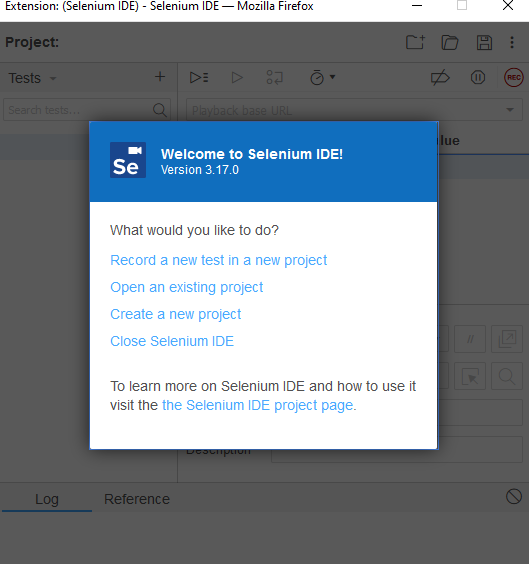 Extension: (Selenium IDE) - Selenium IDE — Mozilla Firefox
Project:
Tests
REC
Search tests...
Playback base URL
alue
Se
Welcome to Selenium IDE!
Version 3.17.0
What would you like to do?
Record a new test in a new project
Open an existing project
Create a new project
Close Selenium IDE
//
To learn more on Selenium IDE and how to use it
visit the the Selenium IDE project page.
Description
Log Reference